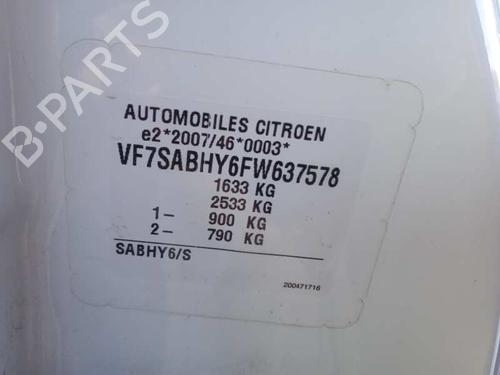 B-PARTS
AUTOMOBILES CITROEN
e2*2007/46*0003*
VF7SABHY6FW637578
1633 KG
2533 KG
1- 900 KG
2- 790 KG
SABHY6/S
200471716